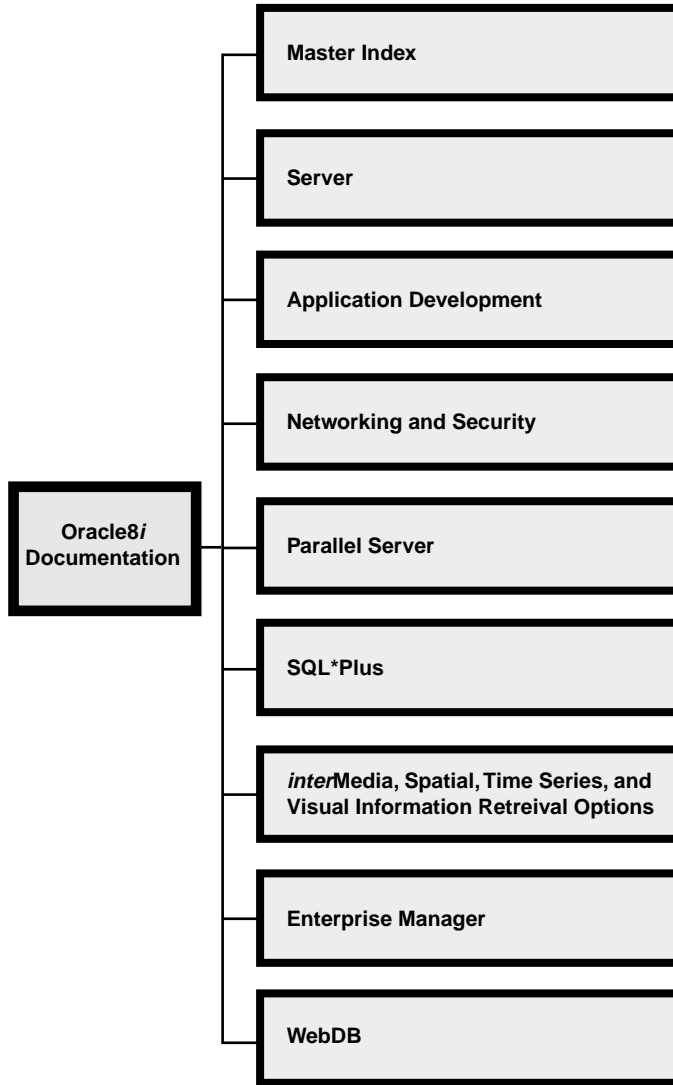 Master Index
Server
Application Development
Networking and Security
Oracle8i
Documentation
Parallel Server
SQL*Plus
interMedia, Spatial, Time Series, and
Visual Information Retreival Options
Enterprise Manager
WebDB